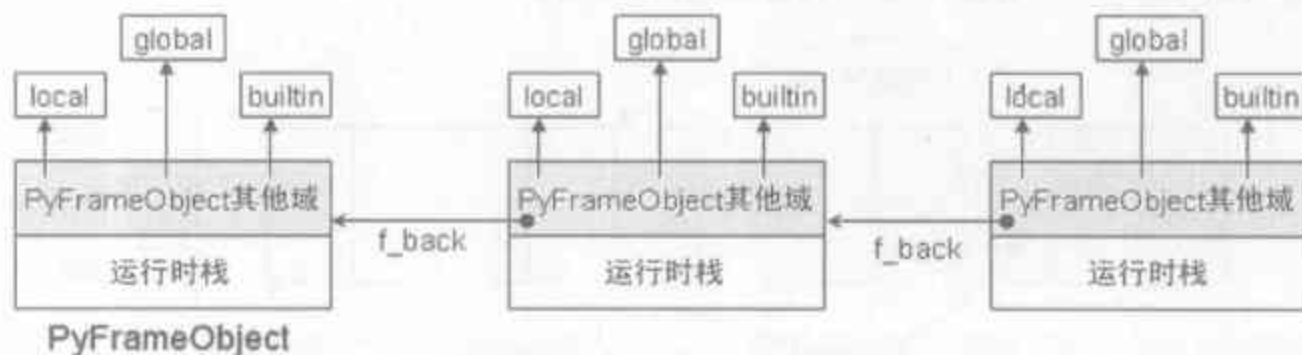 global
global
global
local
builtin
local
builtin
local
builtin
PyFrameObject其他域
PyFrameObject其他域
PyFrameObject其他域
f_back
f_back
运行时栈
运行时栈
运行时栈
PyFrameObject